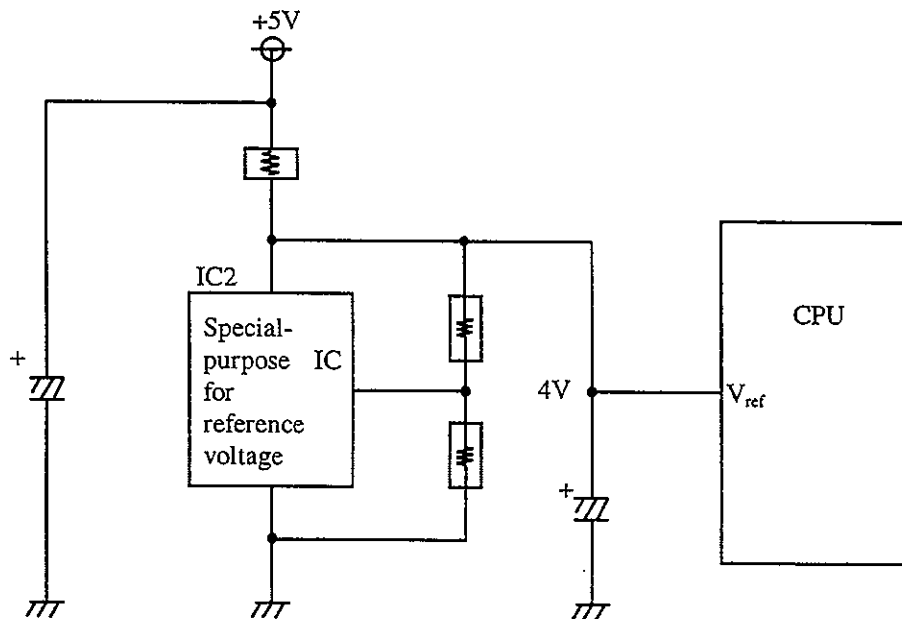 +5V
IC2
Special-
purpose IC
for
reference
voltage
+
4V
+
CPU
Vref